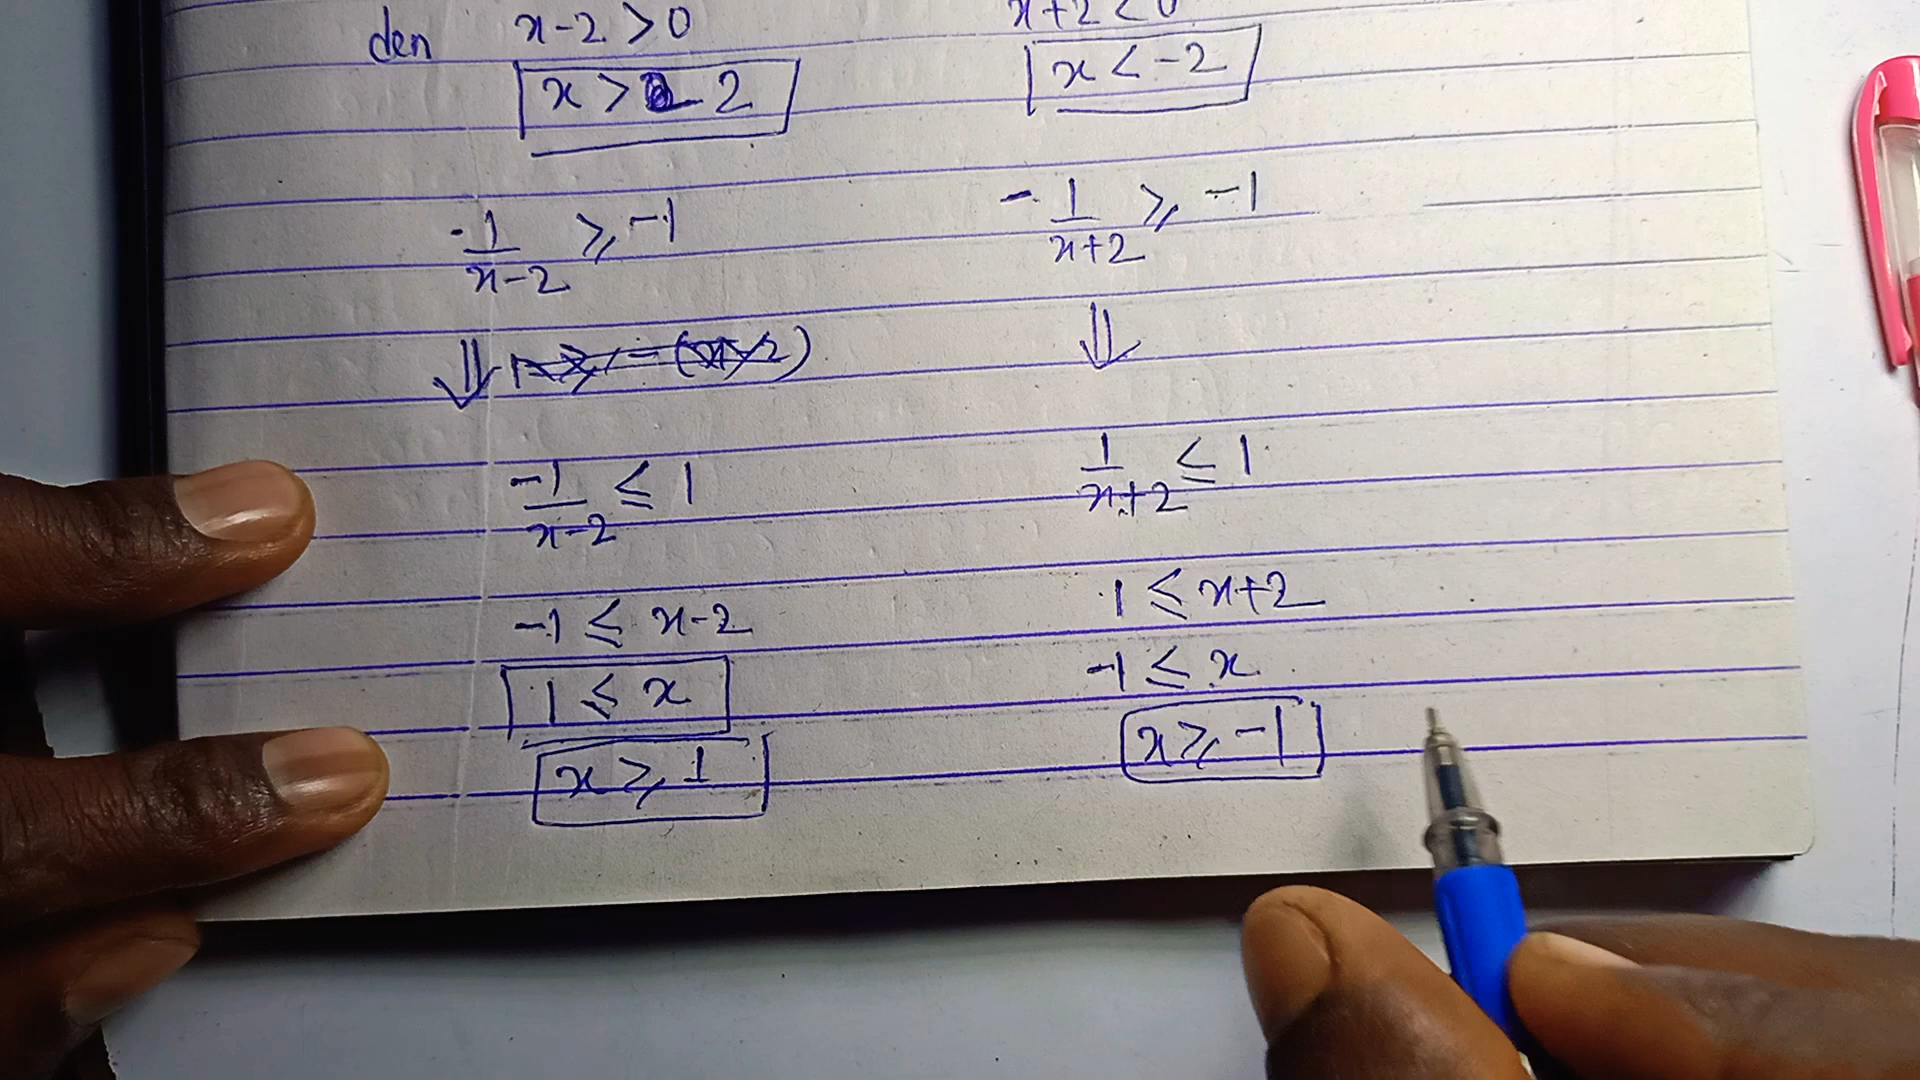 den x-2 > 0 x+2 < 0
x > 2 x < -2
-1/(x-2) ≥ -1 -1/(x+2) ≥ -1
⇓ ⇓
-1/(x-2) ≤ 1 1/(x+2) ≤ 1
-1 ≤ x-2 1 ≤ x+2
1 ≤ x -1 ≤ x
x ≥ 1 x ≥ -1